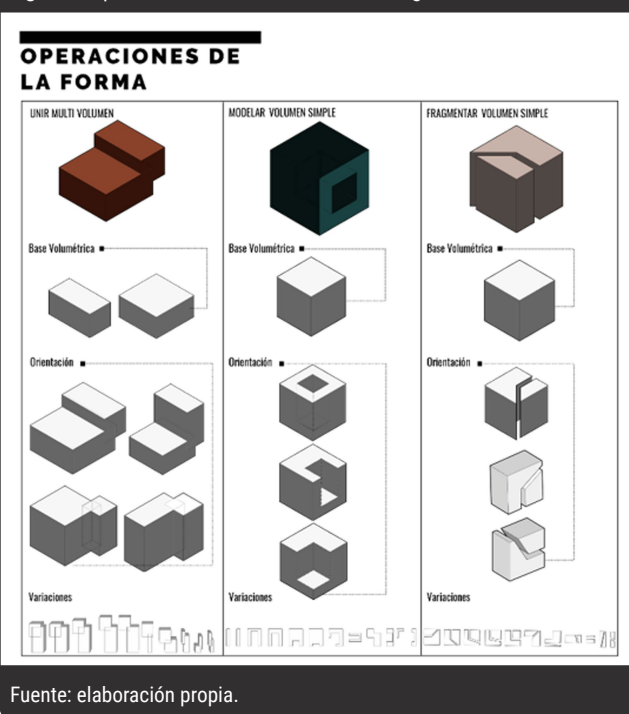 OPERACIONES DE
LA FORMA
UNIR MULTI VOLUMEN
Base Volumétrica
Orientación
Variaciones
MODELAR VOLUMEN SIMPLE
Base Volumétrica
Orientación
Variaciones
FRAGMENTAR VOLUMEN SIMPLE
Base Volumétrica
Orientación
Variaciones
Fuente: elaboración propia.